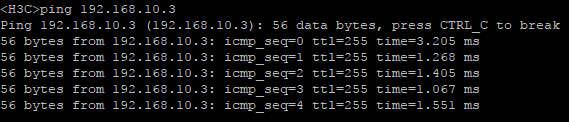 <H3C>ping 192.168.10.3
Ping 192.168.10.3 (192.168.10.3): 56 data bytes, press CTRL_C to break
56 bytes from 192.168.10.3: icmp_seq=0 ttl=255 time=3.205 ms
56 bytes from 192.168.10.3: icmp_seq=1 ttl=255 time=1.268 ms
56 bytes from 192.168.10.3: icmp_seq=2 ttl=255 time=1.405 ms
56 bytes from 192.168.10.3: icmp_seq=3 ttl=255 time=1.067 ms
56 bytes from 192.168.10.3: icmp_seq=4 ttl=255 time=1.551 ms